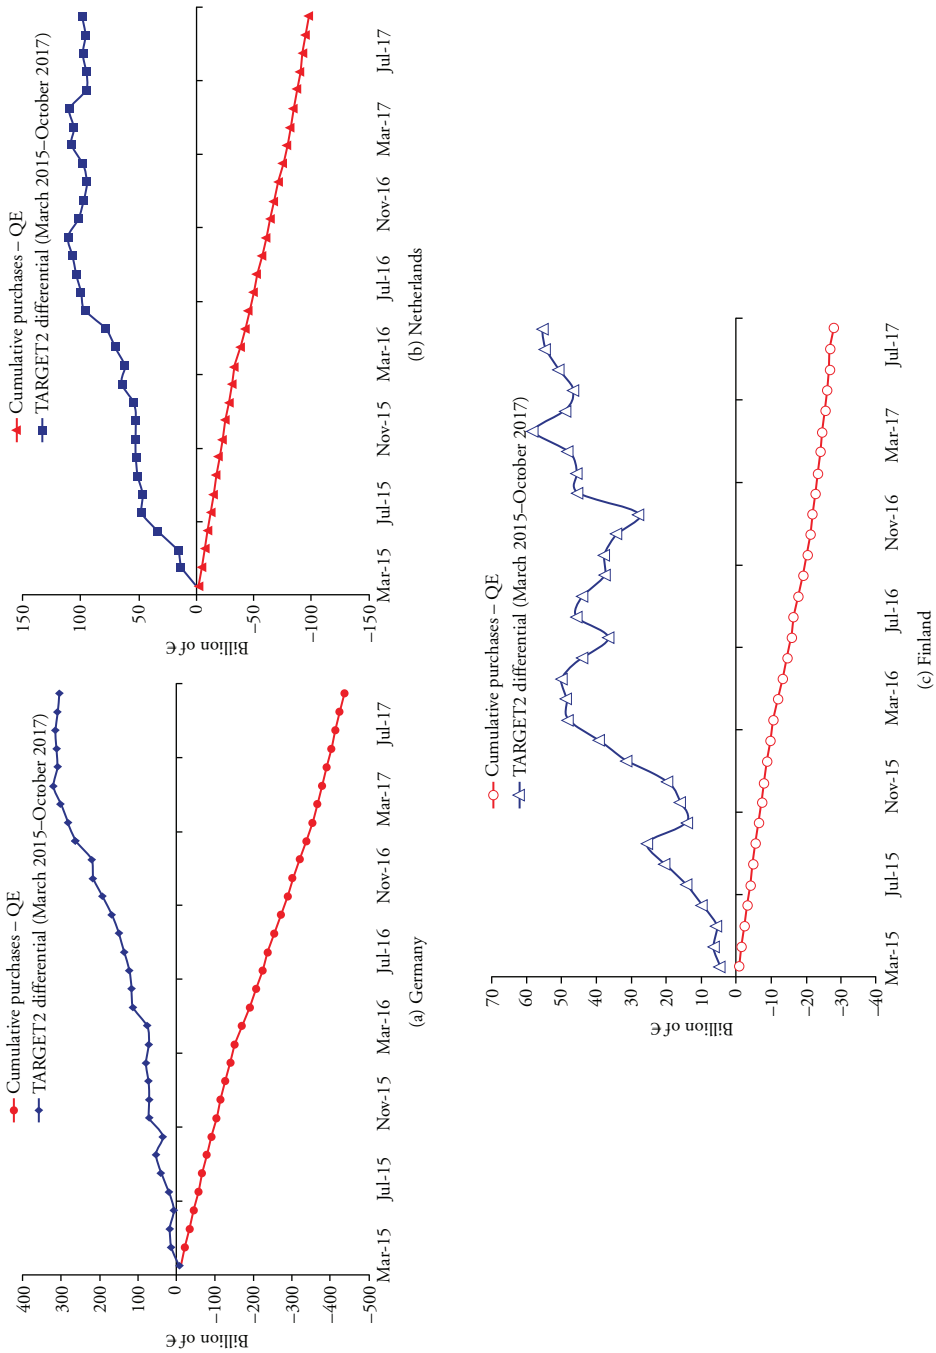 Cumulative purchases – QE
TARGET2 differential (March 2015–October 2017)
400
300
200
100
0
–100
–200
–300
–400
–500
Billion of €
Mar-15
Jul-15
Nov-15
Mar-16
Jul-16
Nov-16
Mar-17
Jul-17
(a) Germany
Cumulative purchases – QE
TARGET2 differential (March 2015–October 2017)
150
100
50
0
–50
–100
–150
Billion of €
Mar-15
Jul-15
Nov-15
Mar-16
Jul-16
Nov-16
Mar-17
Jul-17
(b) Netherlands
Cumulative purchases – QE
TARGET2 differential (March 2015–October 2017)
70
60
50
40
30
20
10
0
–10
–20
–30
–40
Billion of €
Mar-15
Jul-15
Nov-15
Mar-16
Jul-16
Nov-16
Mar-17
Jul-17
(c) Finland